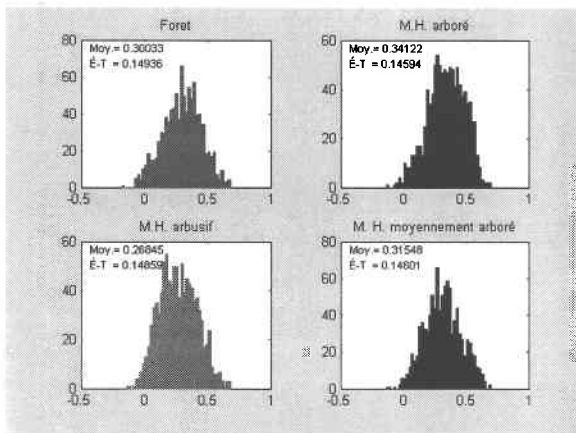 Foret
80
Moy.= 0.30033
É-T = 0.14936
60
40
20
0
-0.5
0
0.5
1
M.H. arboré
60
Moy.= 0.34122
É-T = 0.14594
40
20
0
-0.5
0
0.5
1
M.H. arbusif
60
Moy.= 0.26845
É-T = 0.14859
40
20
0
-0.5
0
0.5
1
M. H. moyennement arboré
80
Moy.= 0.31548
É-T = 0.14601
60
40
20
0
-0.5
0
0.5
1